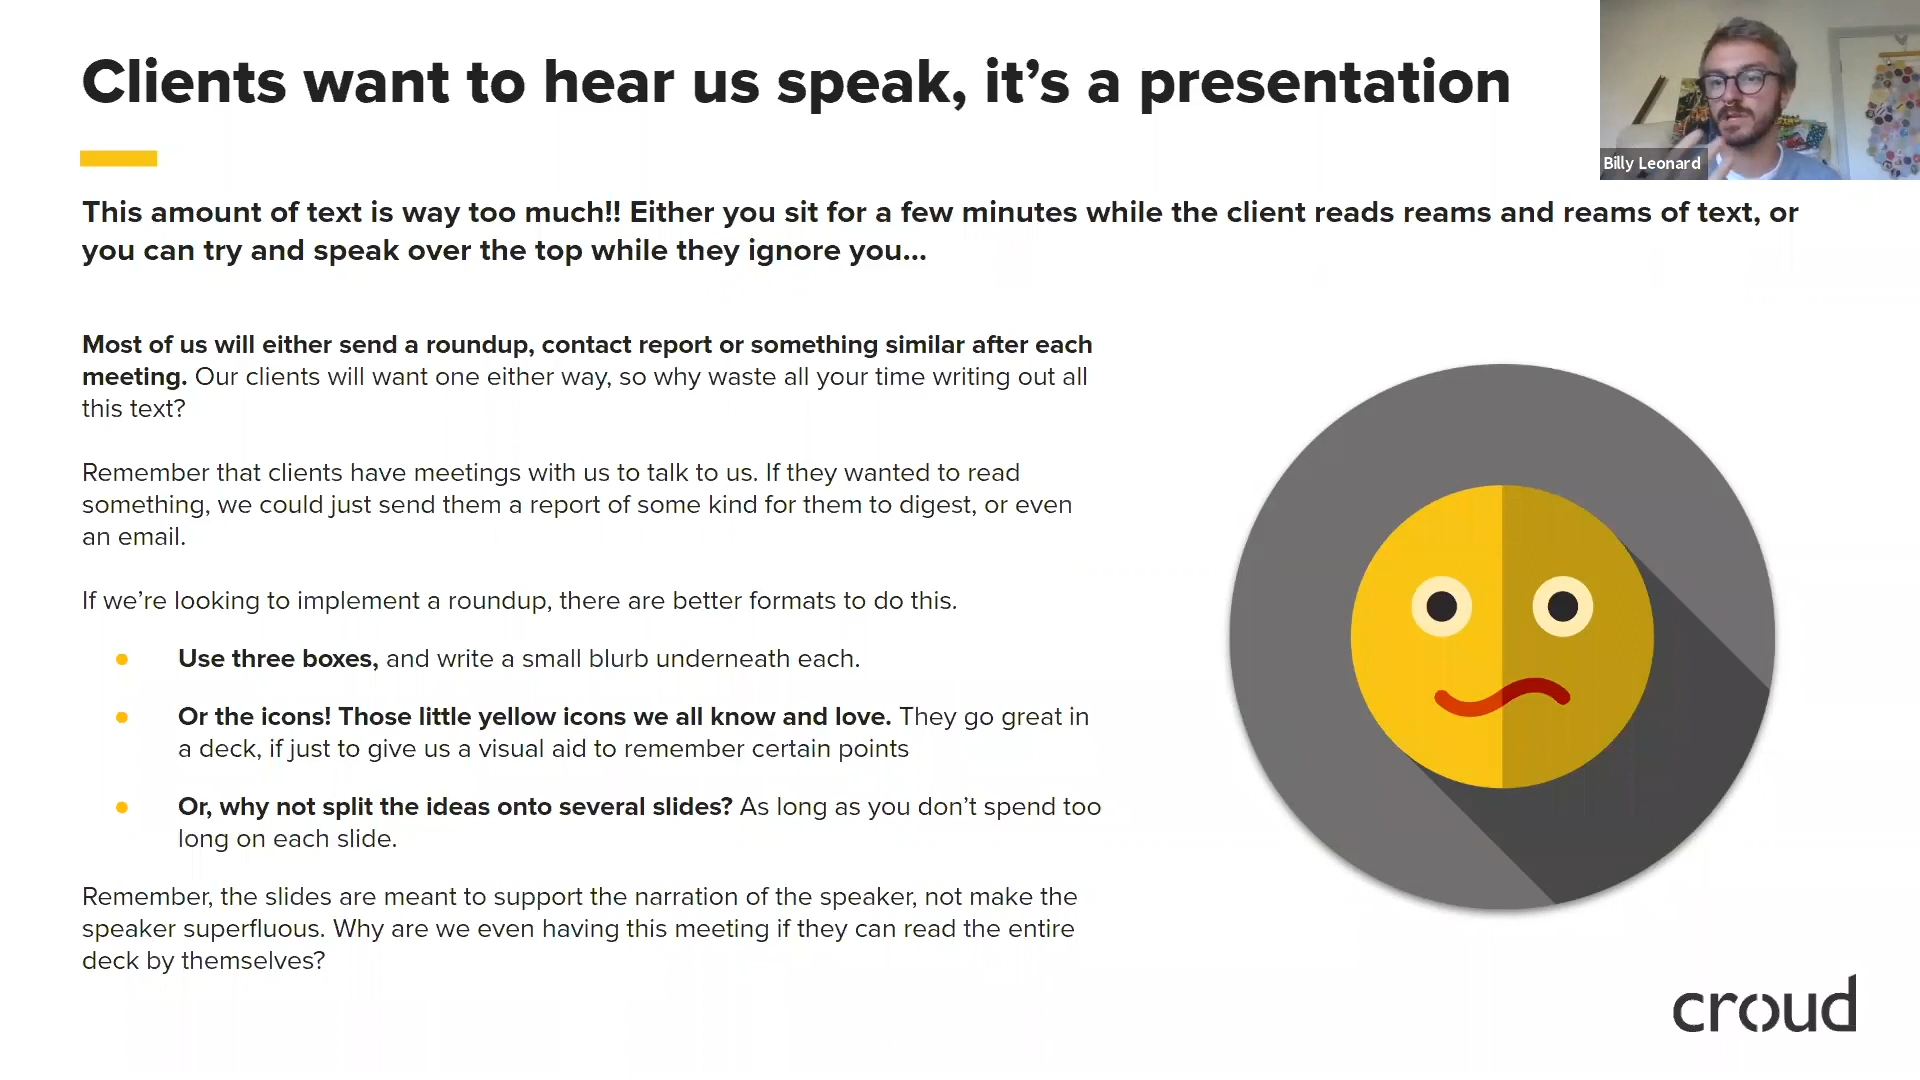 Clients want to hear us speak, it’s a presentation
Billy Leonard
This amount of text is way too much!! Either you sit for a few minutes while the client reads reams and reams of text, or
you can try and speak over the top while they ignore you...
Most of us will either send a roundup, contact report or something similar after each
meeting. Our clients will want one either way, so why waste all your time writing out all
this text?
Remember that clients have meetings with us to talk to us. If they wanted to read
something, we could just send them a report of some kind for them to digest, or even
an email.
If we’re looking to implement a roundup, there are better formats to do this.
● Use three boxes, and write a small blurb underneath each.
● Or the icons! Those little yellow icons we all know and love. They go great in
a deck, if just to give us a visual aid to remember certain points
● Or, why not split the ideas onto several slides? As long as you don’t spend too
long on each slide.
Remember, the slides are meant to support the narration of the speaker, not make the
speaker superfluous. Why are we even having this meeting if they can read the entire
deck by themselves?
croud